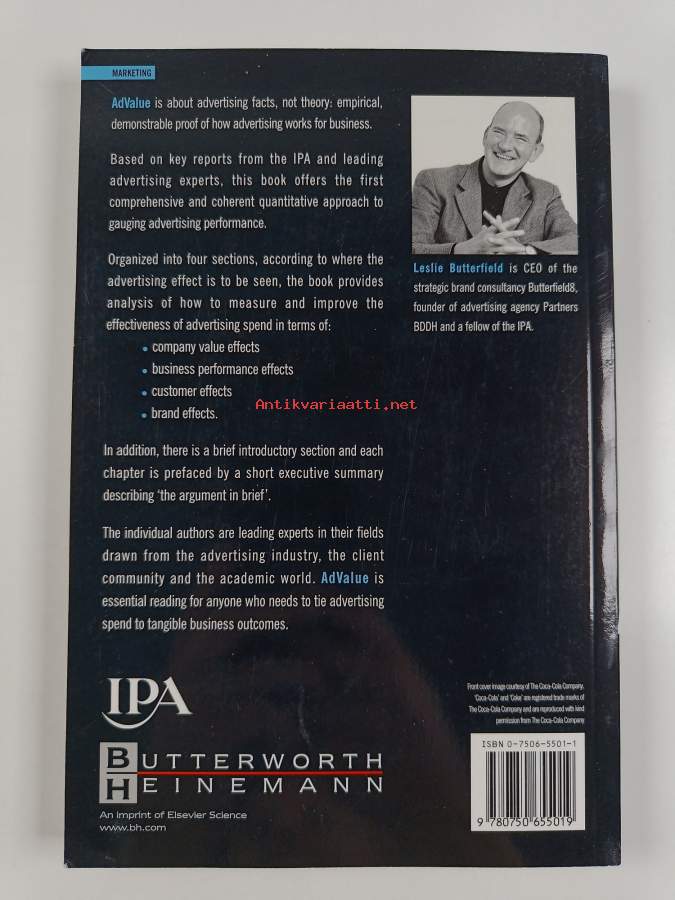 MARKETING
AdValue is about advertising facts, not theory: empirical,
demonstrable proof of how advertising works for business.
Based on key reports from the IPA and leading
advertising experts, this book offers the first
comprehensive and coherent quantitative approach to
gauging advertising performance.
Organized into four sections, according to where the
advertising effect is to be seen, the book provides
analysis of how to measure and improve the
effectiveness of advertising spend in terms of:
• company value effects
• business performance effects
• customer effects
• brand effects.
In addition, there is a brief introductory section and each
chapter is prefaced by a short executive summary
describing ‘the argument in brief’.
The individual authors are leading experts in their fields
drawn from the advertising industry, the client
community and the academic world. AdValue is
essential reading for anyone who needs to tie advertising
spend to tangible business outcomes.
Leslie Butterfield is CEO of the
strategic brand consultancy Butterfield8,
founder of advertising agency Partners
BDDH and a fellow of the IPA.
Antikvariaatti.net
IPA
BUTTERWORTH
HEINEMANN
An imprint of Elsevier Science
www.bh.com
Front cover image courtesy of The Coca-Cola Company.
‘Coca-Cola’ and ‘Coke’ are registered trade marks of
The Coca-Cola Company and are reproduced with kind
permission from The Coca-Cola Company
ISBN 0-7506-5501-1
9 780750 655019